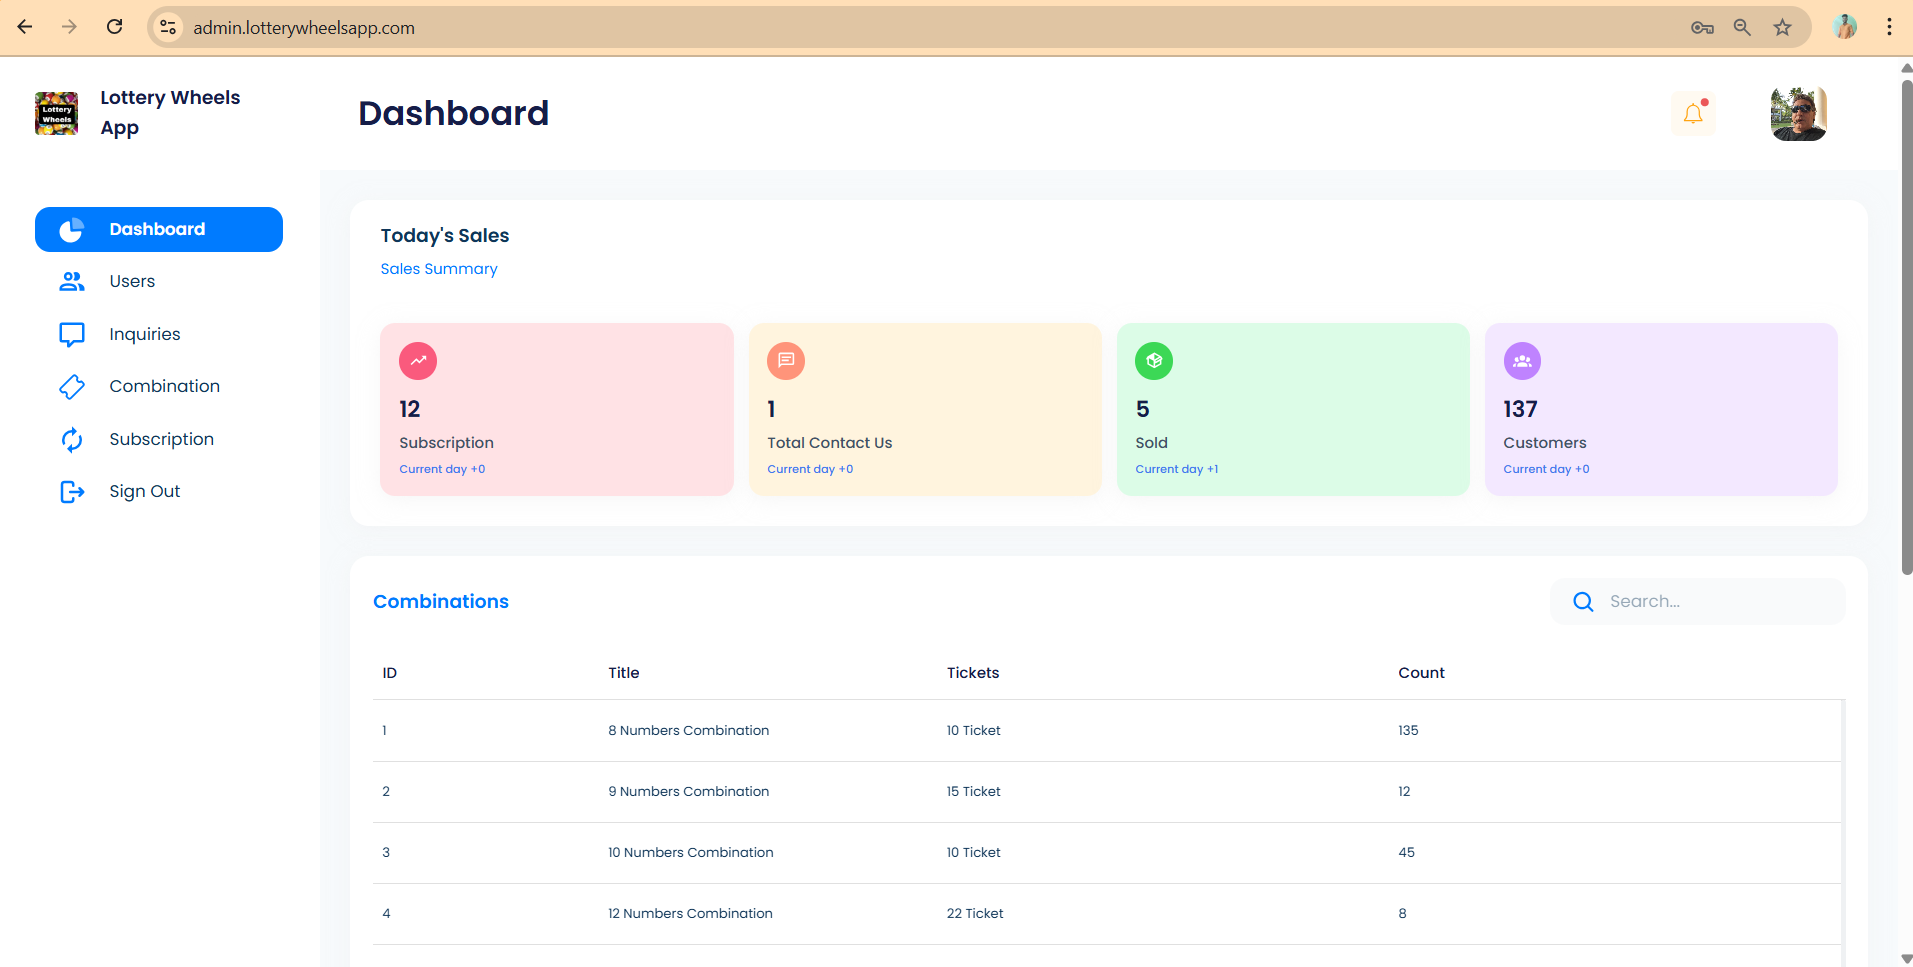 admin.lotterywheelsapp.com
Lottery Wheels
Lottery Wheels
App
Dashboard
Dashboard
Users
Inquiries
Combination
Subscription
Sign Out
Today's Sales
Sales Summary
12
Subscription
Current day +0
1
Total Contact Us
Current day +0
5
Sold
Current day +1
137
Customers
Current day +0
Combinations
Search...
ID Title Tickets Count
1 8 Numbers Combination 10 Ticket 135
2 9 Numbers Combination 15 Ticket 12
3 10 Numbers Combination 10 Ticket 45
4 12 Numbers Combination 22 Ticket 8